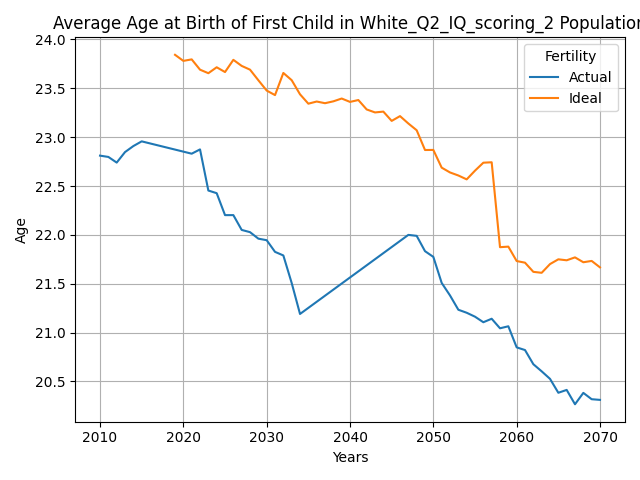 Average Age at Birth of First Child in White_Q2_IQ_scoring_2 Population
Fertility
Actual
Ideal
24.0
23.5
23.0
22.5
22.0
21.5
21.0
20.5
Age
2010 2020 2030 2040 2050 2060 2070
Years